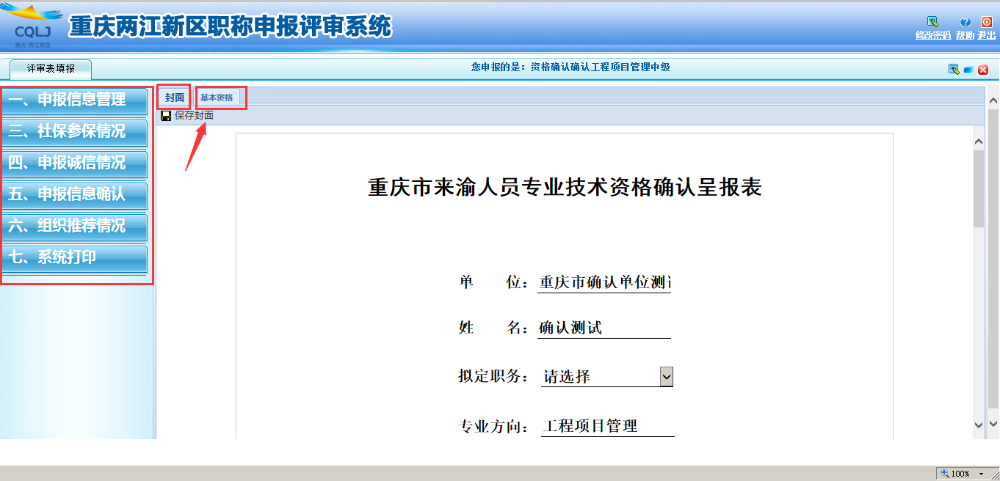 CQLJ
重庆 两江新区
重庆两江新区职称申报评审系统
修改密码 帮助 退出
评审表填报
您申报的是：资格确认确认工程项目管理中级
一、申报信息管理
三、社保参保情况
四、申报诚信情况
五、申报信息确认
六、组织推荐情况
七、系统打印
封面
基本资格
保存封面
重庆市来渝人员专业技术资格确认呈报表
单 位：重庆市确认单位测
姓 名：确认测试
拟定职务：请选择
专业方向：工程项目管理
100%